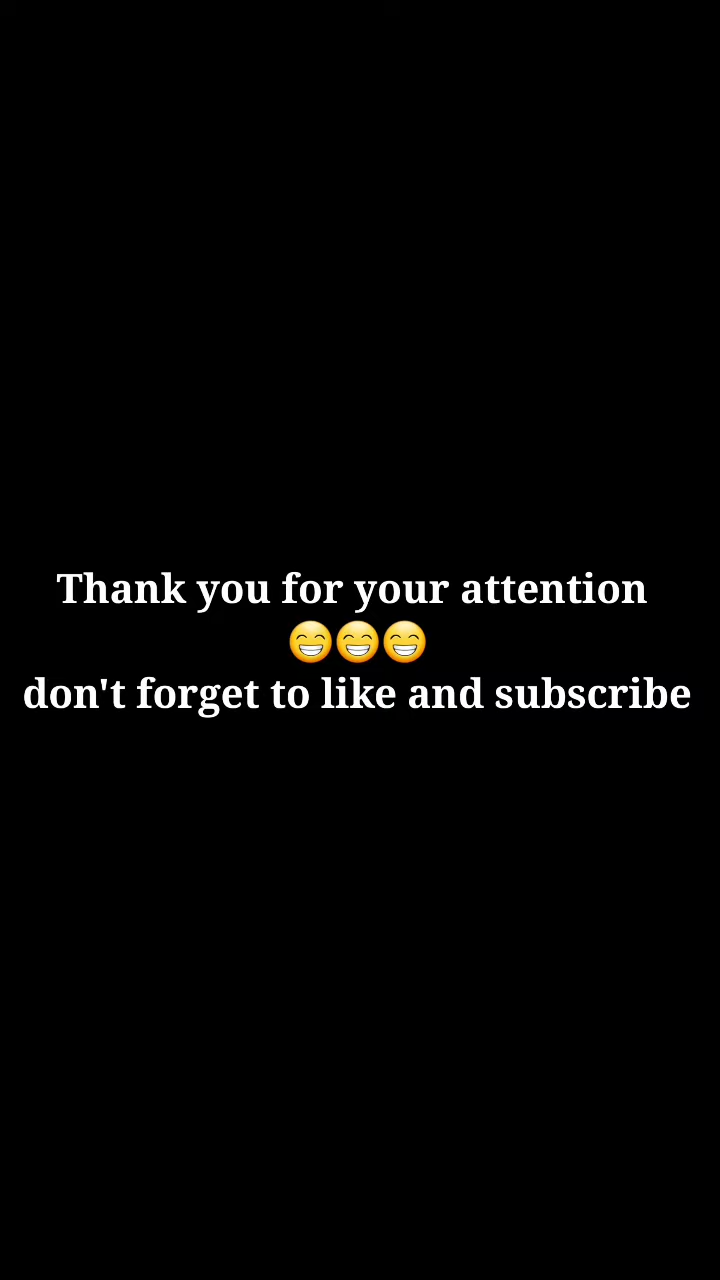 Thank you for your attention
😁😁😁
don't forget to like and subscribe